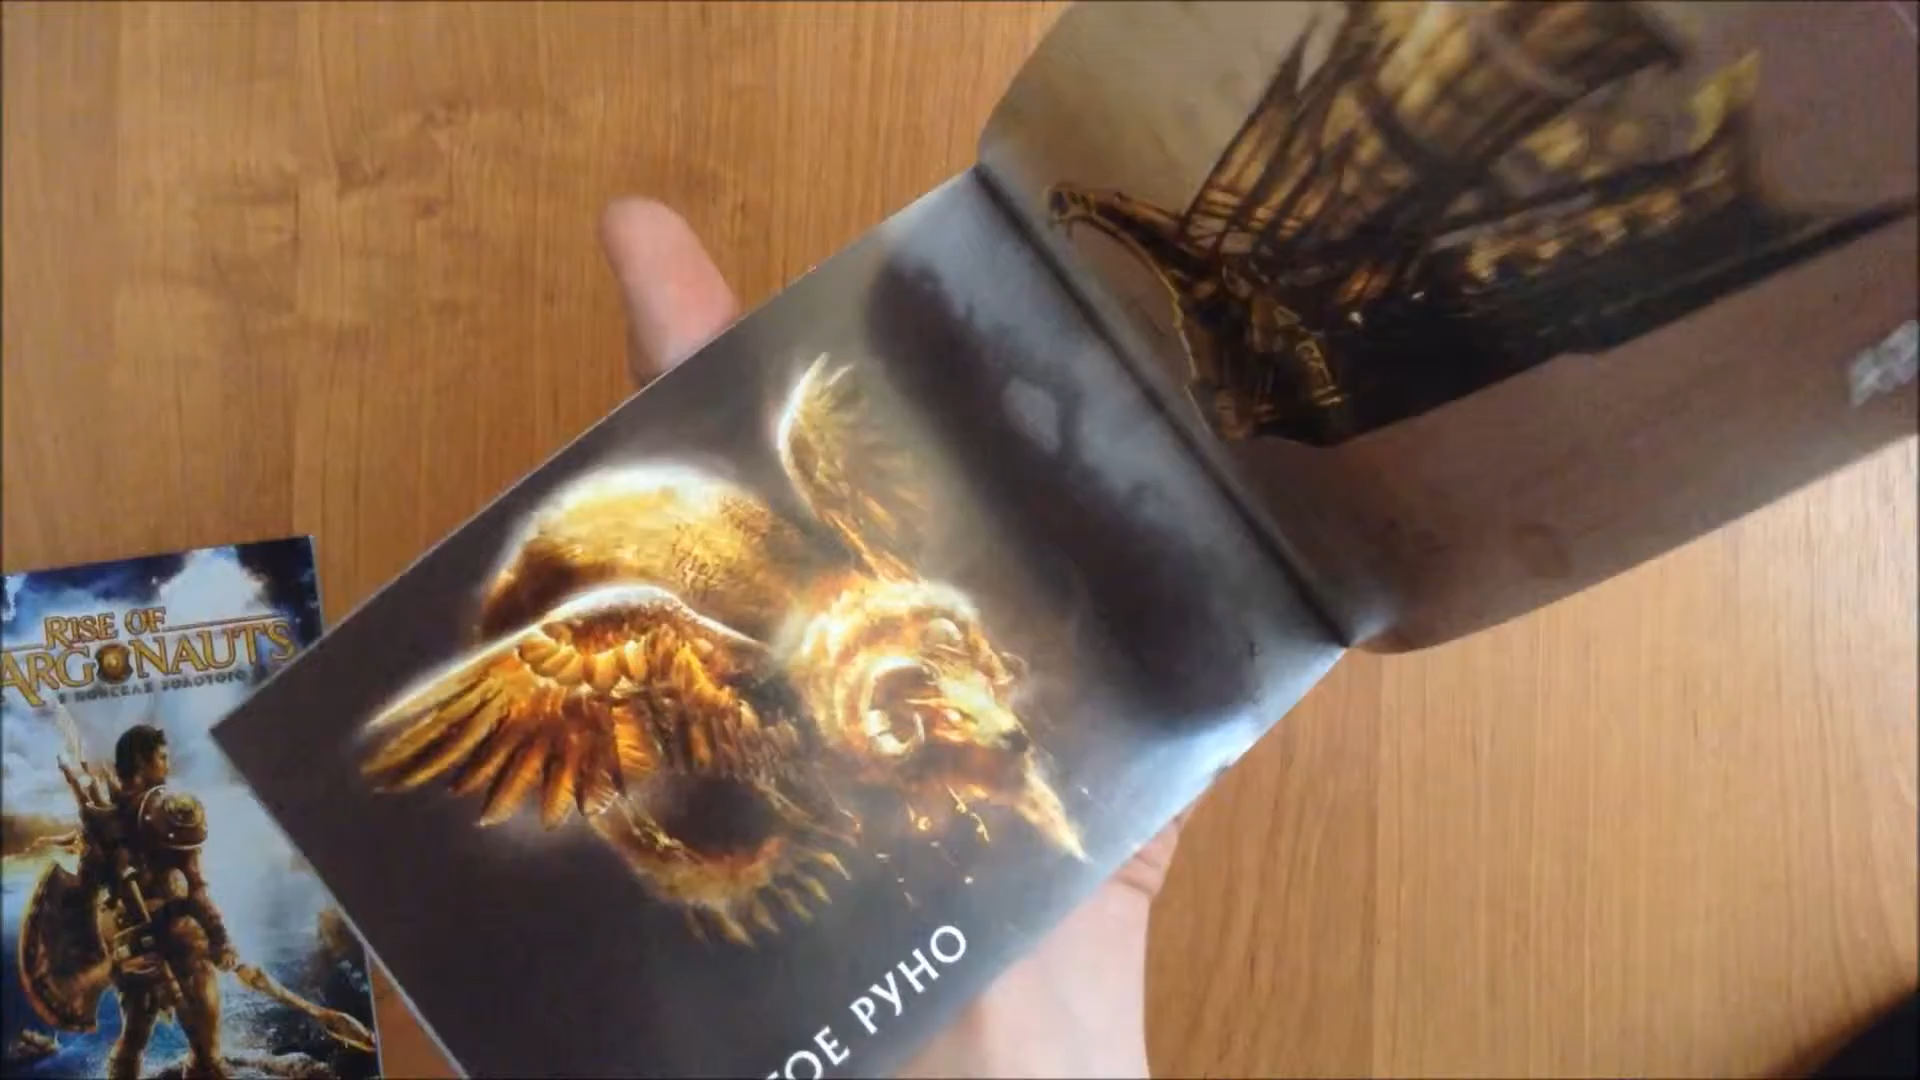 RISE OF
ARGONAUTS
В ПОИСКАХ ЗОЛОТОГО
ТОЕ РУНО